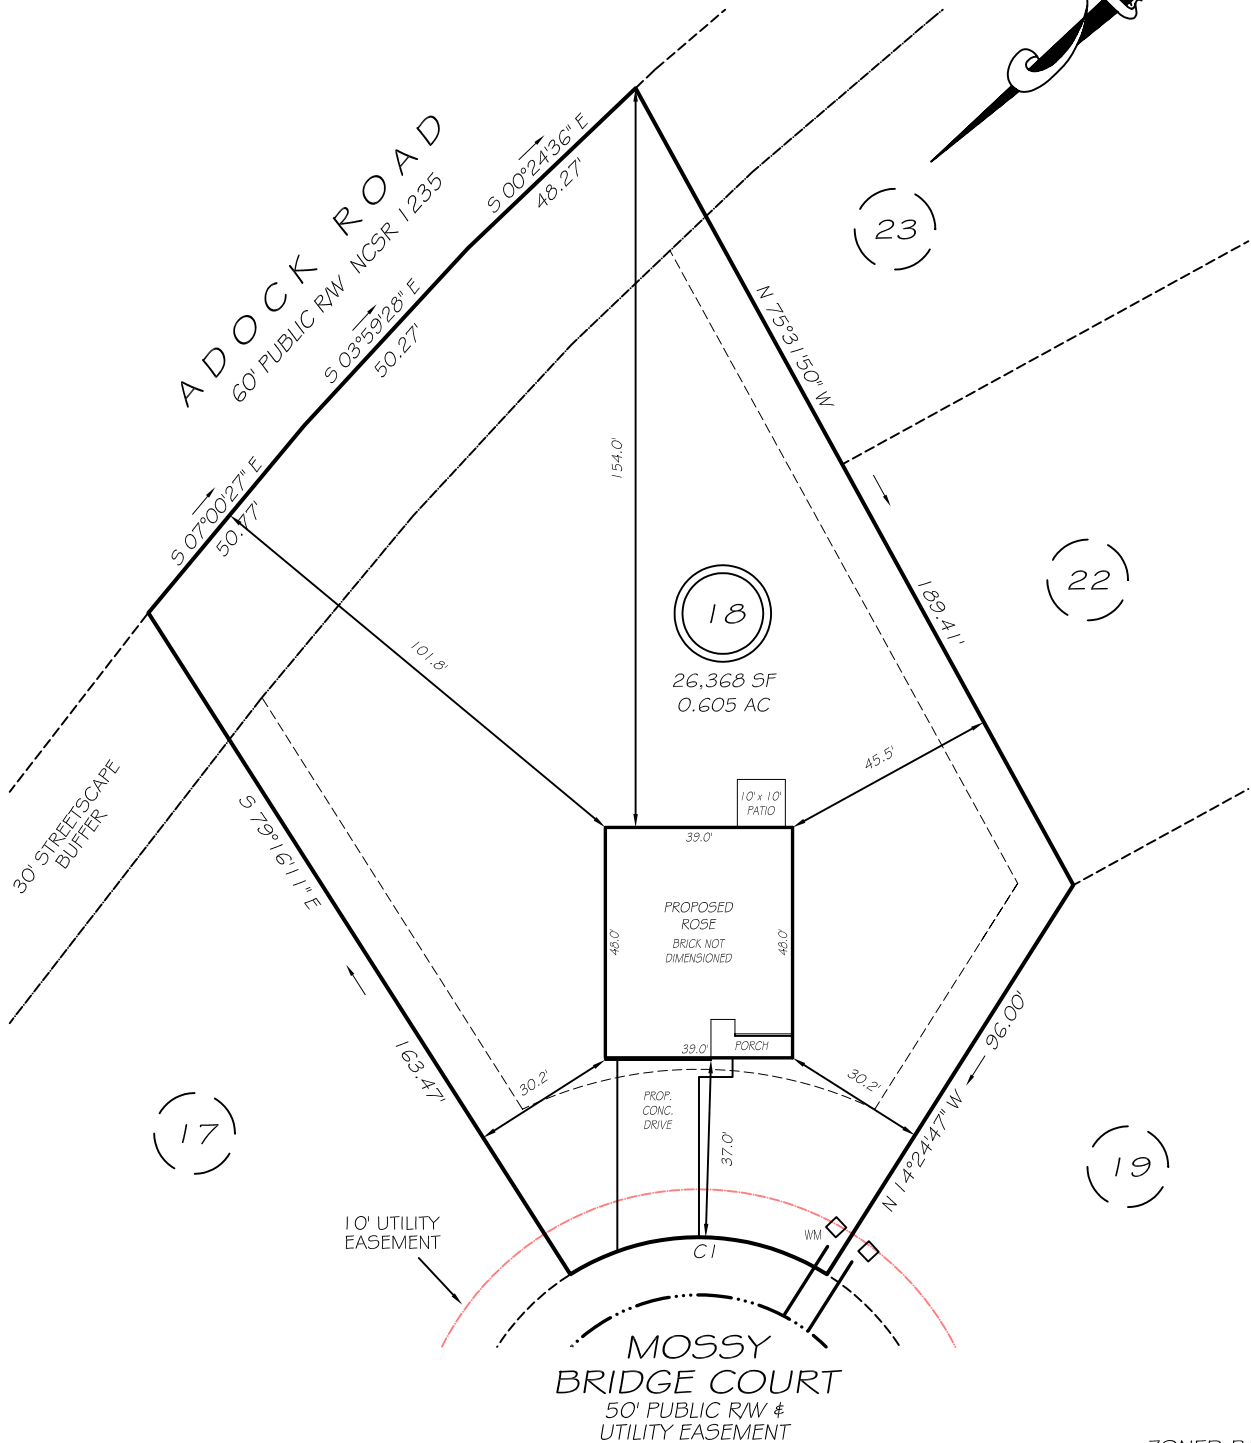 ADOCK ROAD
60' PUBLIC R/W NCSR 1235
S 00°24'36" E
48.27'
S 03°59'28" E
50.27'
S 07°00'27" E
50.77'
23
N 75°31'50" W
189.41'
154.0'
22
18
26,368 SF
0.605 AC
101.8'
45.5'
30' STREETSCAPE
BUFFER
10' x 10'
PATIO
39.0'
S 79°16'11" E
163.47'
PROPOSED
ROSE
BRICK NOT
DIMENSIONED
48.0'
48.0'
39.0'
PORCH
96.00'
N 14°24'47" W
30.2'
30.2'
PROP.
CONC.
DRIVE
37.0'
17
19
10' UTILITY
EASEMENT
WM
C1
MOSSY
BRIDGE COURT
50' PUBLIC R/W &
UTILITY EASEMENT